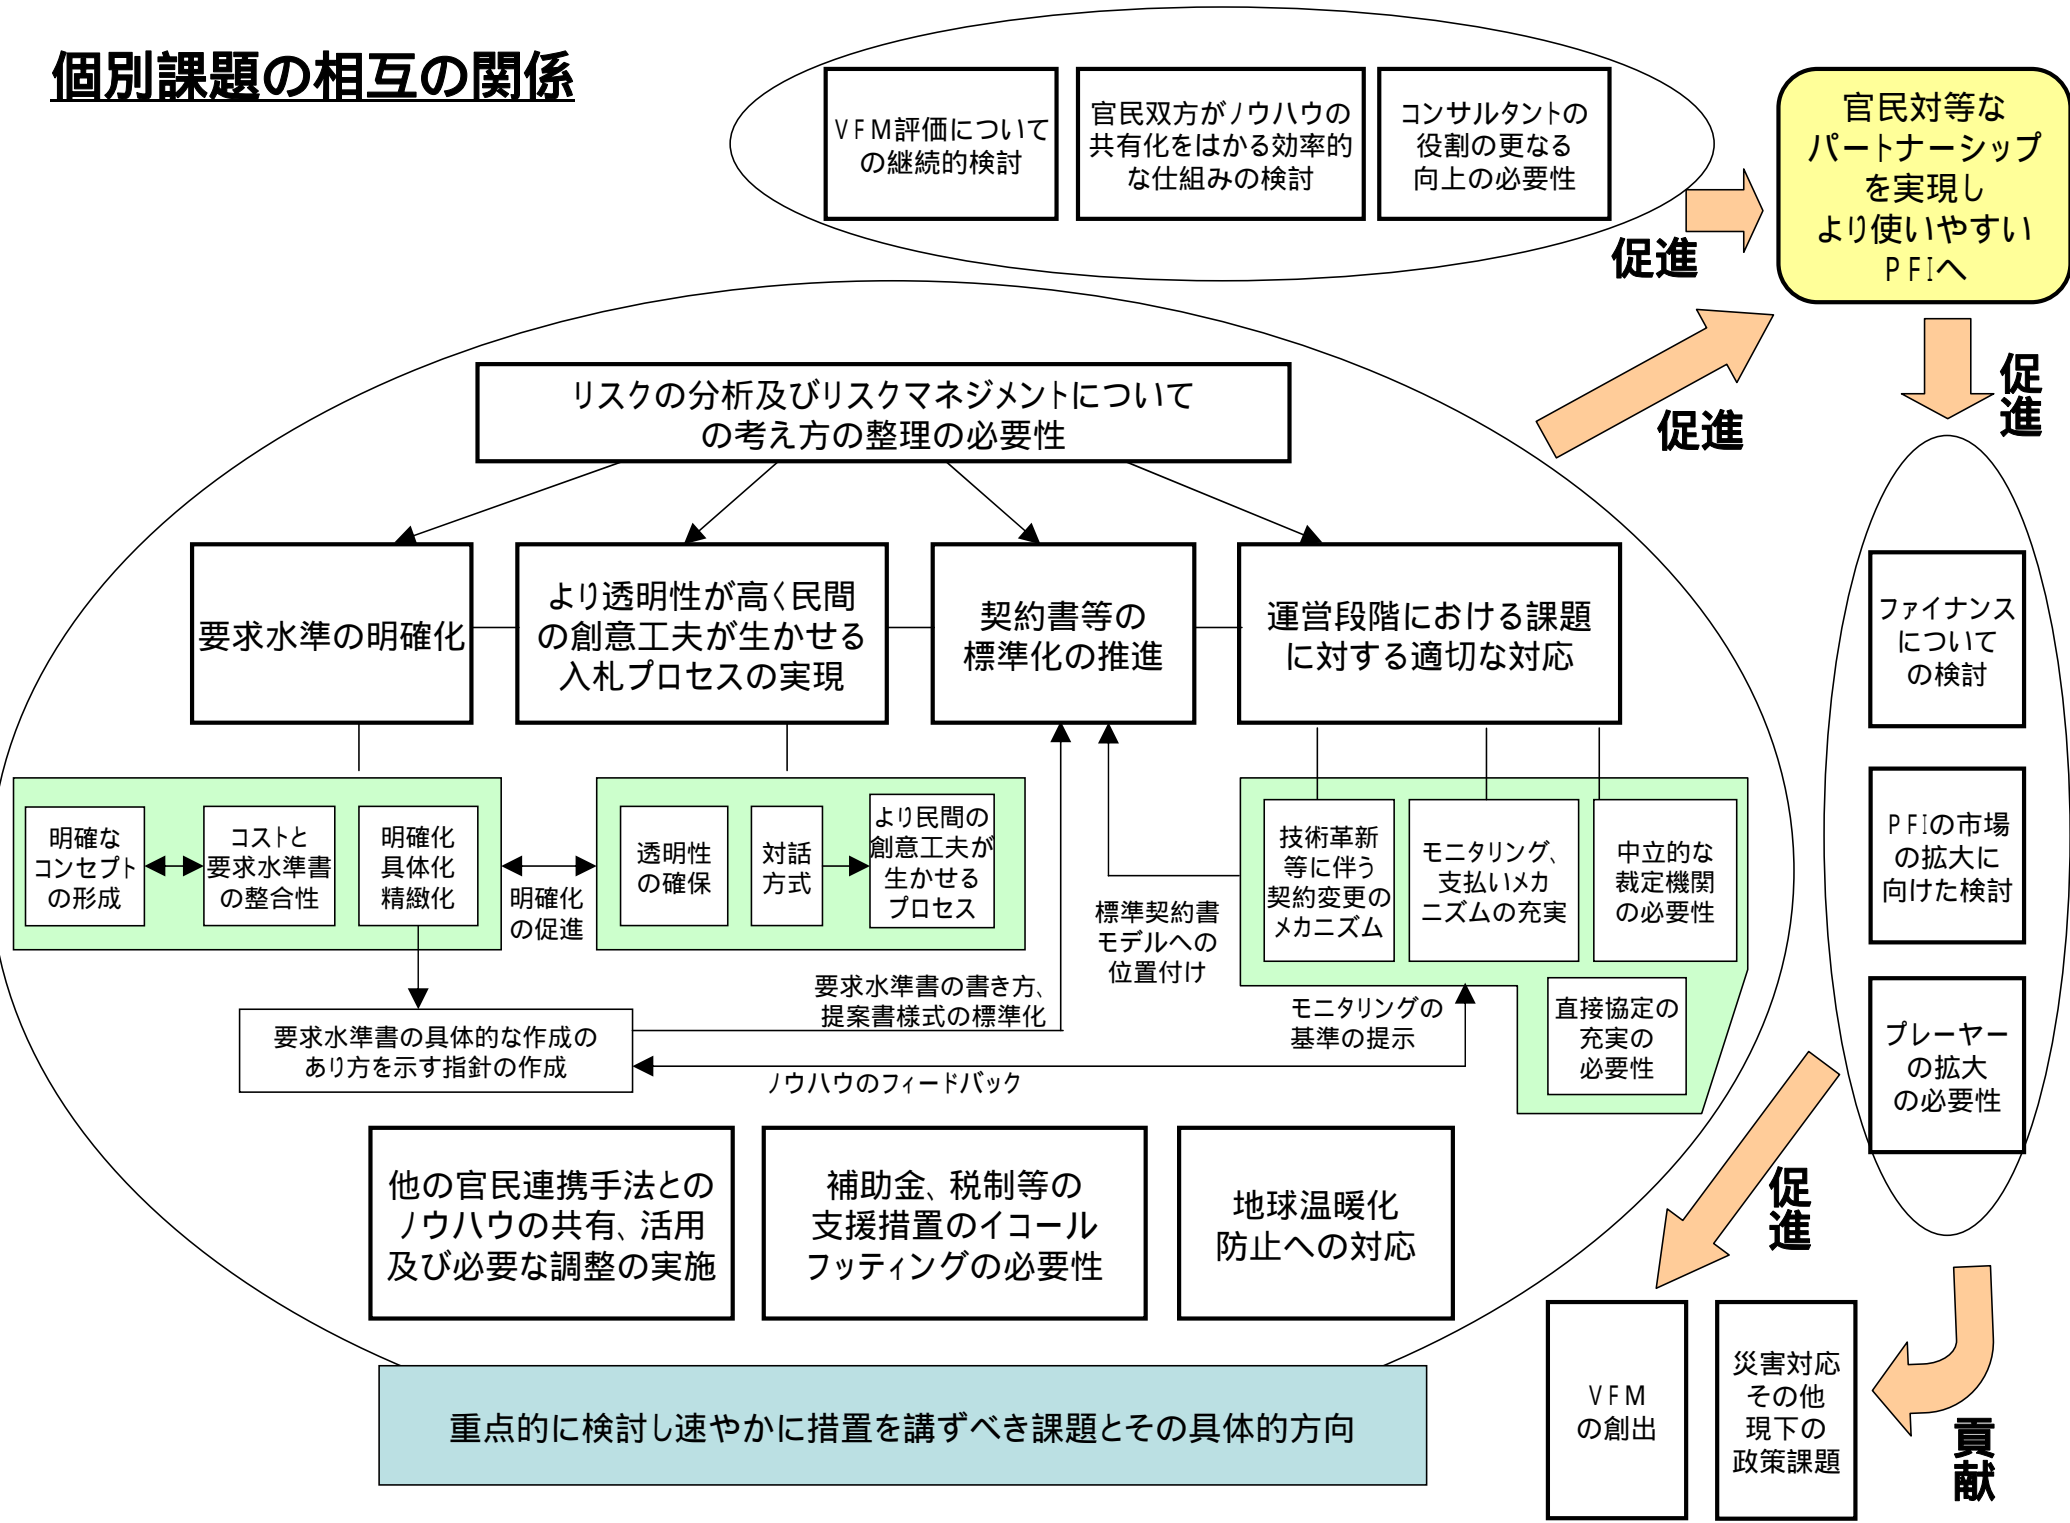 個別課題の相互の関係
ＶＦＭ評価について
の継続的検討
官民双方がノウハウの
共有化をはかる効率的
な仕組みの検討
コンサルタントの
役割の更なる
向上の必要性
促進
官民対等な
パートナーシップ
を実現し
より使いやすい
ＰＦＩへ
促進
促進
リスクの分析及びリスクマネジメントについて
の考え方の整理の必要性
要求水準の明確化
より透明性が高く民間
の創意工夫が生かせる
入札プロセスの実現
契約書等の
標準化の推進
運営段階における課題
に対する適切な対応
明確な
コンセプト
の形成
コストと
要求水準書
の整合性
明確化
具体化
精緻化
明確化
の促進
透明性
の確保
対話
方式
より民間の
創意工夫が
生かせる
プロセス
標準契約書
モデルへの
位置付け
技術革新
等に伴う
契約変更の
メカニズム
モニタリング、
支払いメカ
ニズムの充実
中立的な
裁定機関
の必要性
直接協定の
充実の
必要性
要求水準書の書き方、
提案書様式の標準化
モニタリングの
基準の提示
要求水準書の具体的な作成の
あり方を示す指針の作成
ノウハウのフィードバック
他の官民連携手法との
ノウハウの共有、活用
及び必要な調整の実施
補助金、税制等の
支援措置のイコール
フッティングの必要性
地球温暖化
防止への対応
重点的に検討し速やかに措置を講ずべき課題とその具体的方向
ファイナンス
について
の検討
ＰＦＩの市場
の拡大に
向けた検討
プレーヤー
の拡大
の必要性
促進
ＶＦＭ
の創出
災害対応
その他
現下の
政策課題
貢献